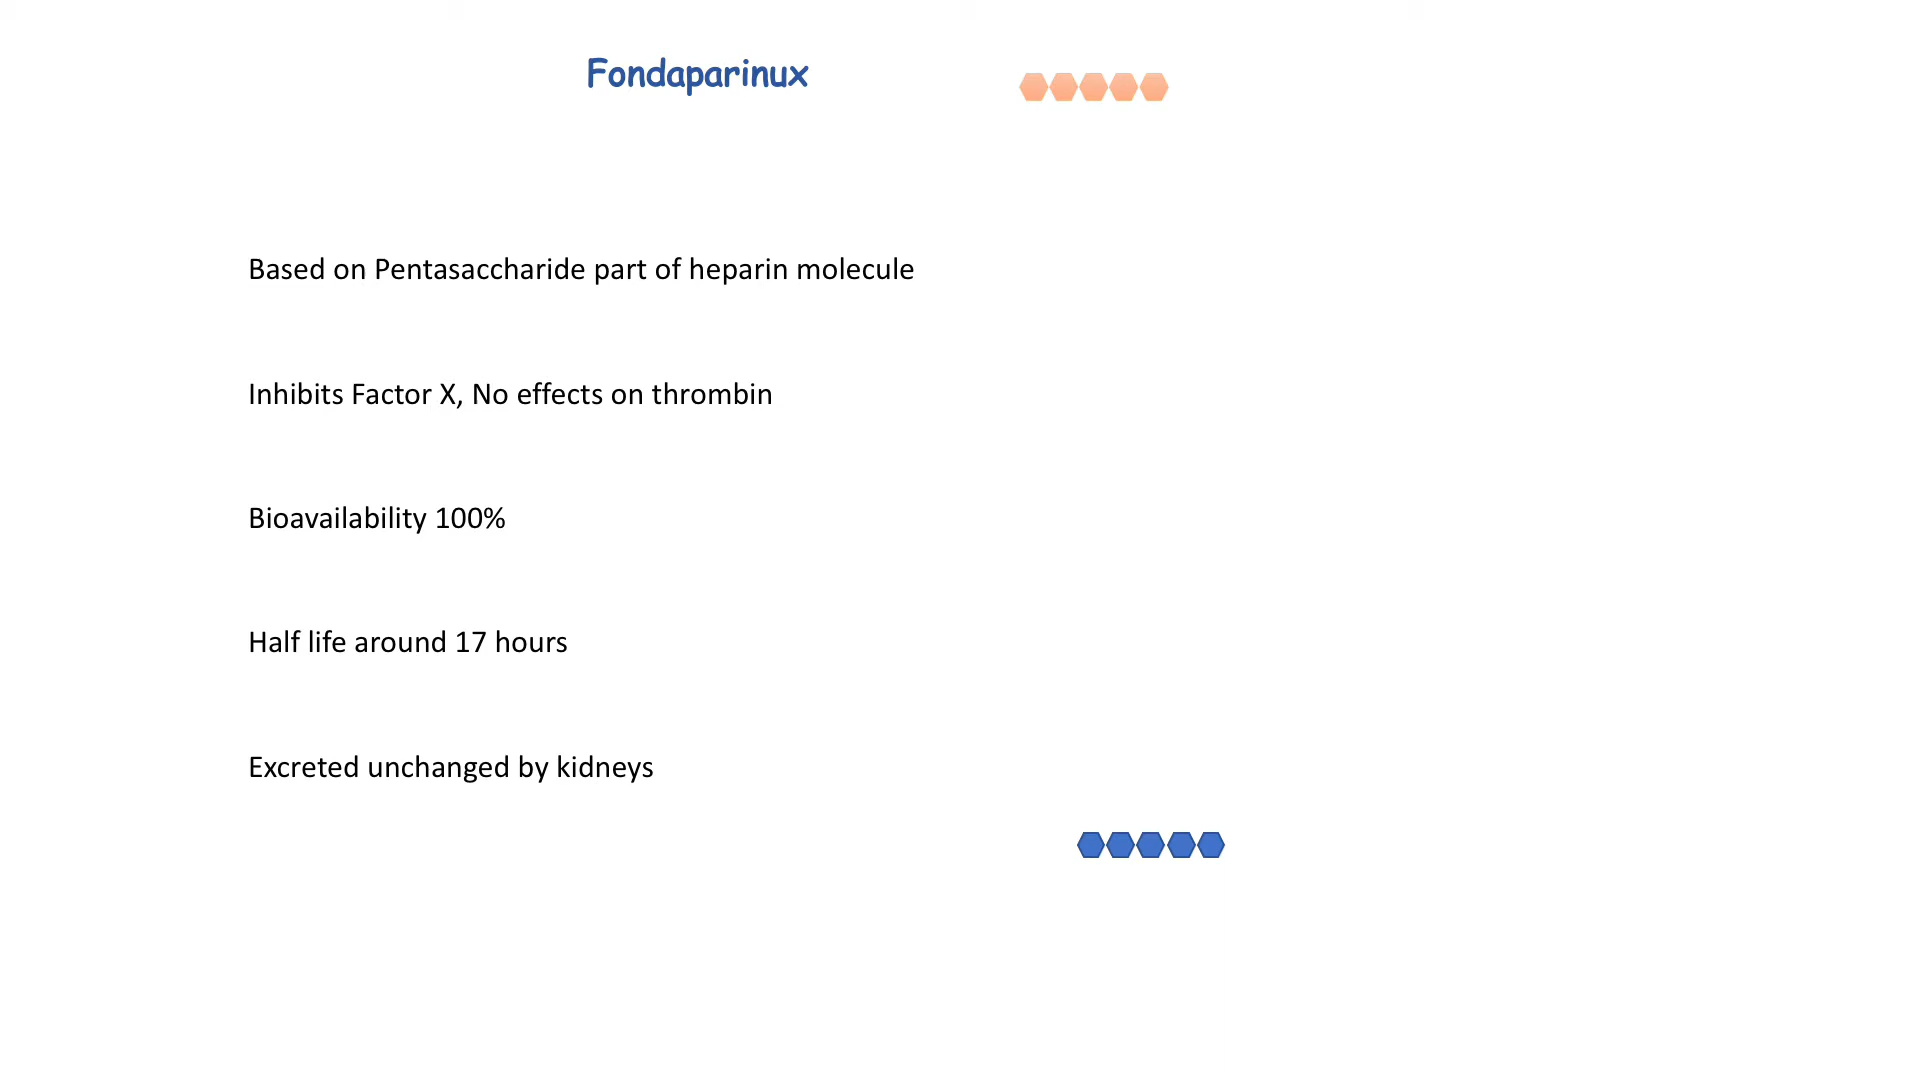 Fondaparinux
Based on Pentasaccharide part of heparin molecule
Inhibits Factor X, No effects on thrombin
Bioavailability 100%
Half life around 17 hours
Excreted unchanged by kidneys